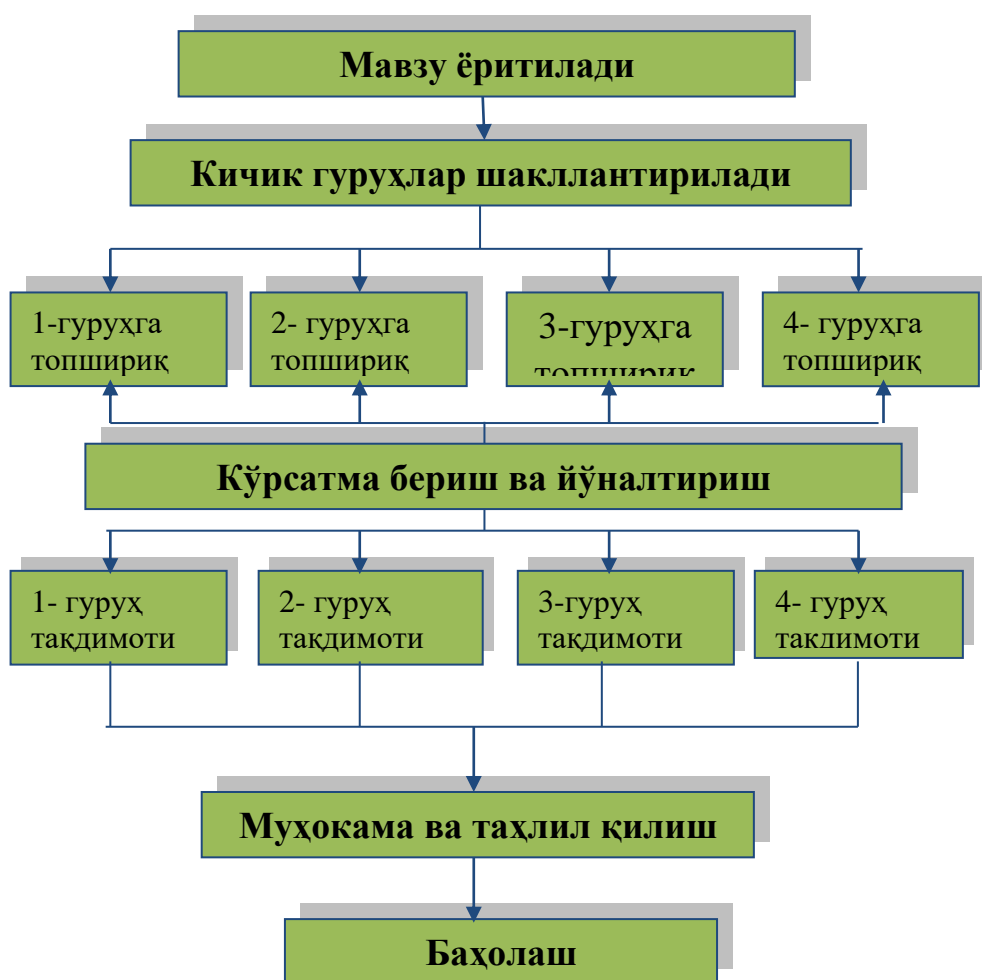 Мавзу ёритилади
Кичик гуруҳлар шакллантирилади
1-гуруҳга
топшириқ
2- гуруҳга
топшириқ
3-гуруҳга
топшириқ
4- гуруҳга
топшириқ
Кўрсатма бериш ва йўналтириш
1- гуруҳ
тақдимоти
2- гуруҳ
тақдимоти
3-гуруҳ
тақдимоти
4- гуруҳ
тақдимоти
Муҳокама ва таҳлил қилиш
Баҳолаш